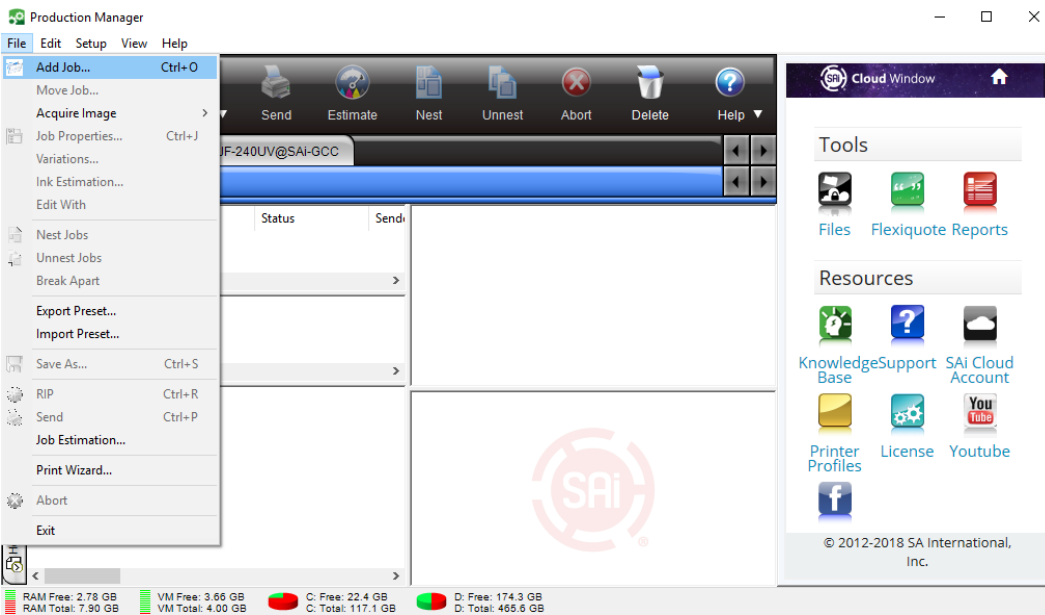 Production Manager
File Edit Setup View Help
Add Job... Ctrl+O
Move Job...
Acquire Image
Job Properties... Ctrl+J
Variations...
Ink Estimation...
Edit With
Nest Jobs
Unnest Jobs
Break Apart
Export Preset...
Import Preset...
Save As... Ctrl+S
RIP Ctrl+R
Send Ctrl+P
Job Estimation...
Print Wizard...
Abort
Exit
Send Estimate Nest Unnest Abort Delete Help
JF-240UV@SAi-GCC
Status
SAi
®
SAi Cloud Window
Tools
Files Flexiquote Reports
Resources
Knowledge Base
Support
SAi Cloud Account
You Tube
Printer Profiles
License
Youtube
f
© 2012-2018 SA International,
Inc.
RAM Free: 2.78 GB
RAM Total: 7.90 GB
VM Free: 3.66 GB
VM Total: 4.00 GB
C: Free: 22.4 GB
C: Total: 117.1 GB
D: Free: 174.3 GB
D: Total: 465.6 GB